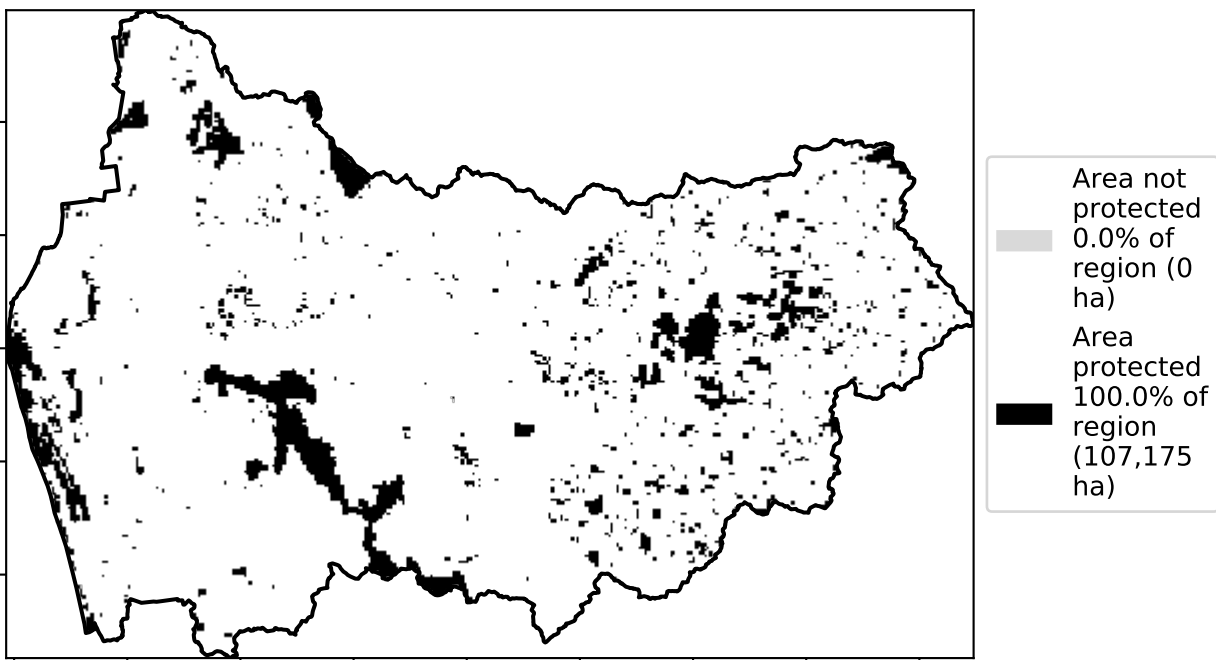 Area not
protected
0.0% of
region (0
ha)
Area
protected
100.0% of
region
(107,175
ha)